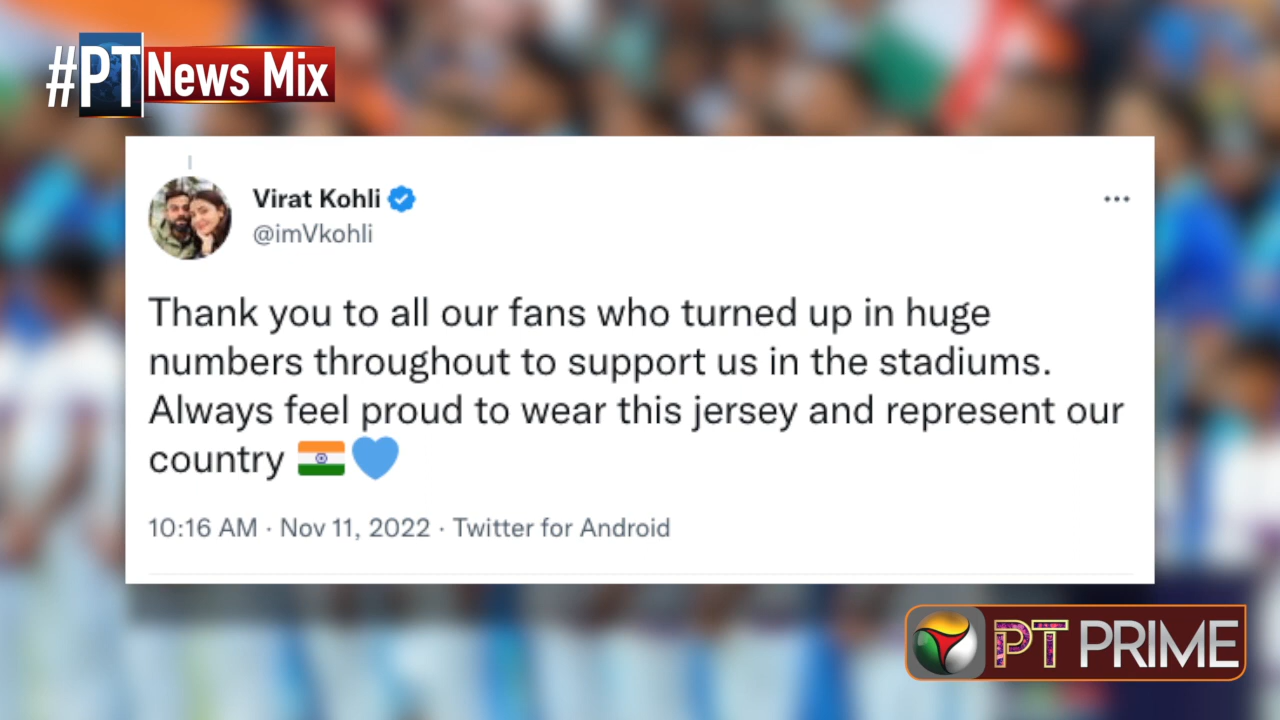 #PT News Mix
Virat Kohli
@imVkohli
Thank you to all our fans who turned up in huge
numbers throughout to support us in the stadiums.
Always feel proud to wear this jersey and represent our
country 🇮🇳💙
10:16 AM · Nov 11, 2022 · Twitter for Android
PT PRIME